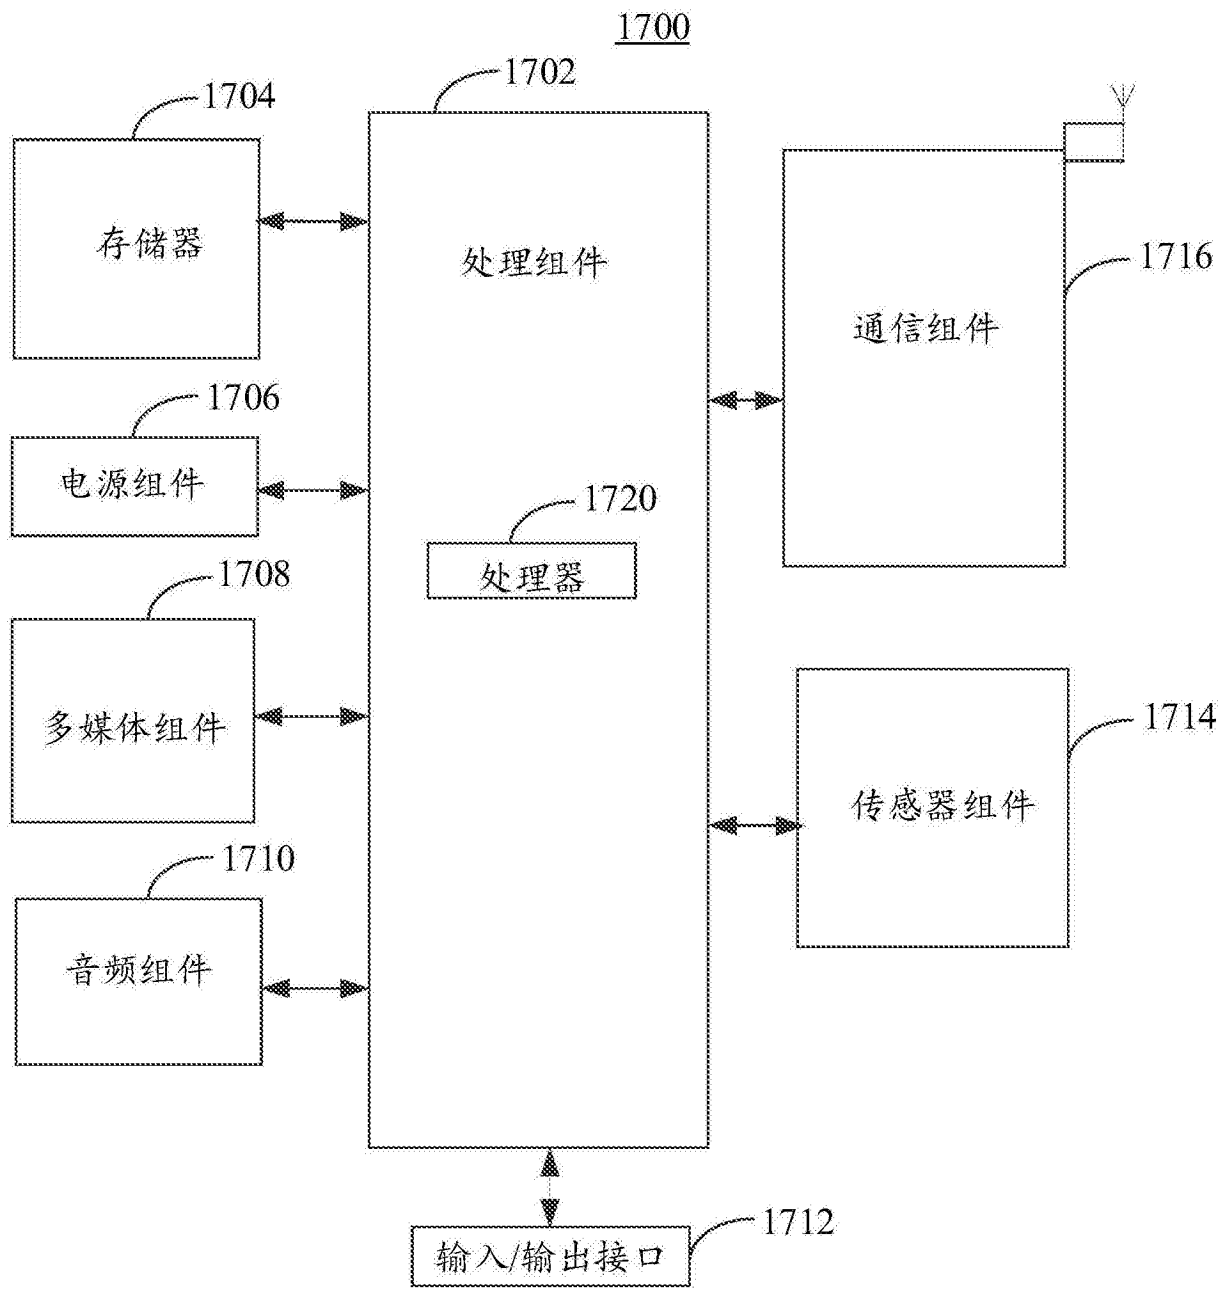 1700
1702
1704
存储器
处理组件
通信组件
1716
1706
电源组件
1720
处理器
1708
多媒体组件
1714
传感器组件
1710
音频组件
1712
输入/输出接口